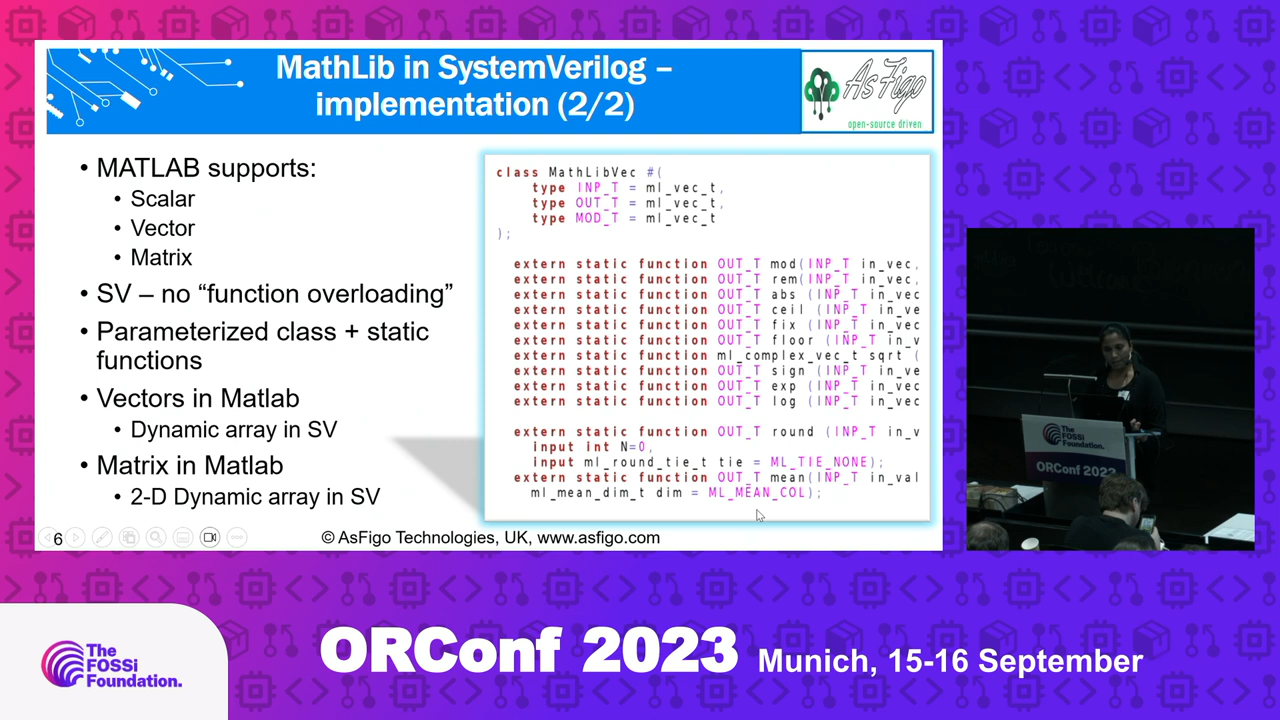 MathLib in SystemVerilog –
implementation (2/2)
AsFigo
open-source driven
• MATLAB supports:
• Scalar
• Vector
• Matrix
• SV – no “function overloading”
• Parameterized class + static
functions
• Vectors in Matlab
• Dynamic array in SV
• Matrix in Matlab
• 2-D Dynamic array in SV
class MathLibVec #(
type INP_T = ml_vec_t,
type OUT_T = ml_vec_t,
type MOD_T = ml_vec_t
);
extern static function OUT_T mod(INP_T in_vec,
extern static function OUT_T rem(INP_T in_vec,
extern static function OUT_T abs (INP_T in_vec
extern static function OUT_T ceil (INP_T in_ve
extern static function OUT_T fix (INP_T in_vec
extern static function OUT_T floor (INP_T in_v
extern static function ml_complex_vec_t sqrt (
extern static function OUT_T sign (INP_T in_ve
extern static function OUT_T exp (INP_T in_vec
extern static function OUT_T log (INP_T in_vec
extern static function OUT_T round (INP_T in_v
input int N=0,
input ml_round_tie_t tie = ML_TIE_NONE);
extern static function OUT_T mean(INP_T in_val
ml_mean_dim_t dim = ML_MEAN_COL);
6
© AsFigo Technologies, UK, www.asfigo.com
The
FOSSi
Foundation.
ORConf 2023
The
FOSSi
Foundation.
ORConf 2023
Munich, 15-16 September